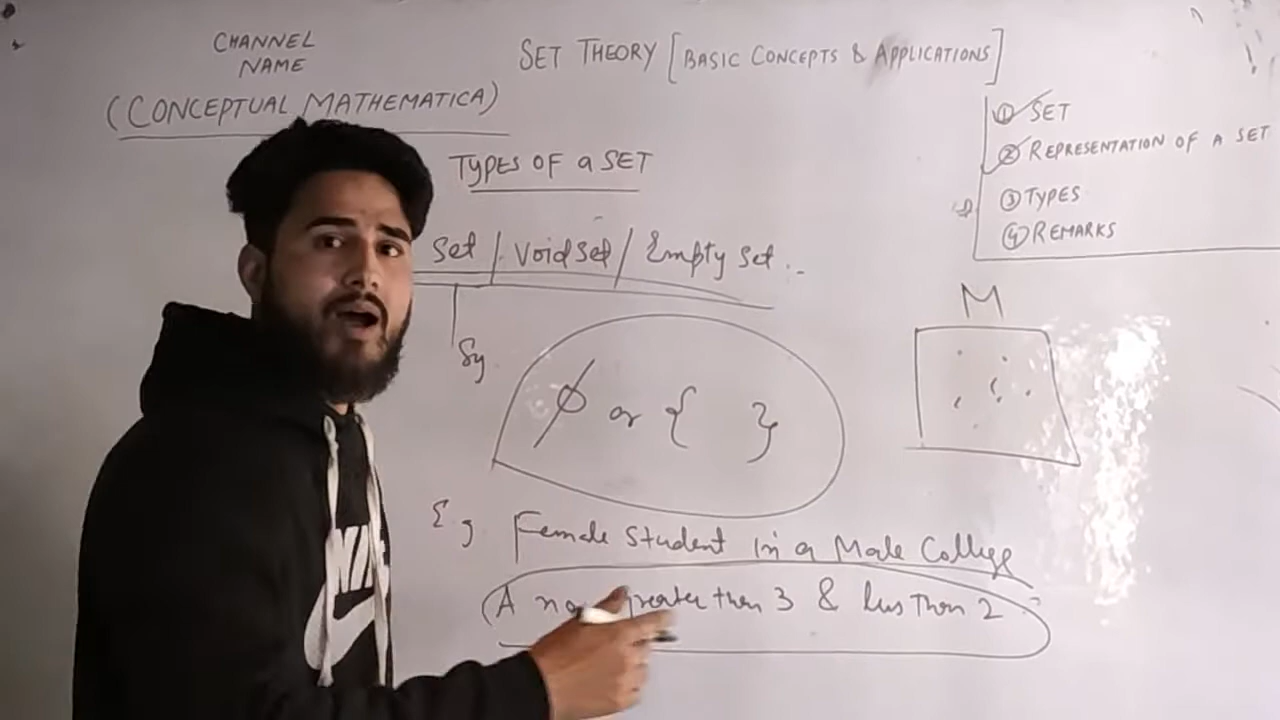 CHANNEL
NAME
(CONCEPTUAL MATHEMATICA)
SET THEORY [BASIC CONCEPTS & APPLICATIONS]
① SET
② REPRESENTATION OF A SET
③ TYPES
④ REMARKS
TYPES OF a SET
Set / Void Set / Empty Set :-
Sy
ϕ or { }
M
E.g. Female Student in a Male College
A no greater then 3 & less than 2
NIKE